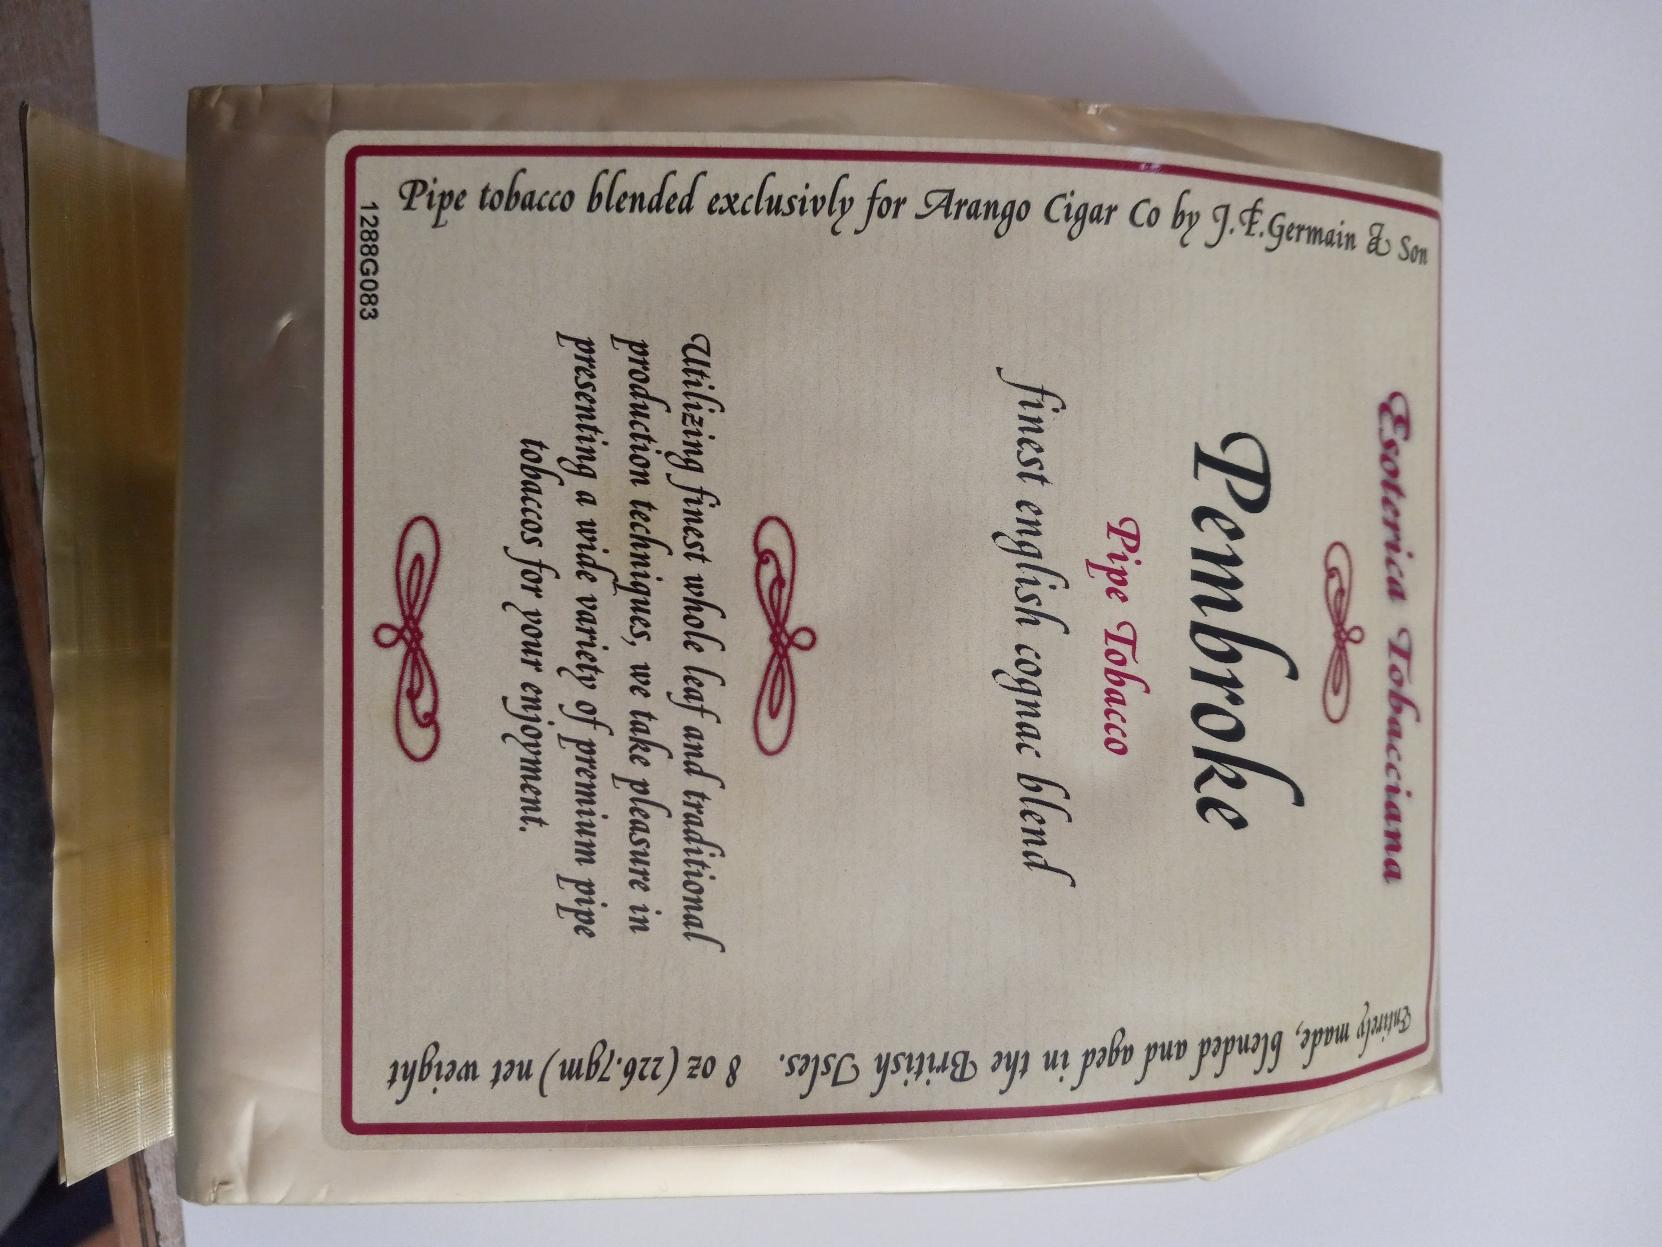 Esoterica Tobacciana
Pembroke
Pipe Tobacco
finest english cognac blend
Utilizing finest whole leaf and traditional
production techniques, we take pleasure in
presenting a wide variety of premium pipe
tobaccos for your enjoyment.
Pipe tobacco blended exclusivly for Arango Cigar Co by J.F.Germain & Son
Entirely made, blended and aged in the British Isles. 8 oz (226.7gm) net weight
1288G083